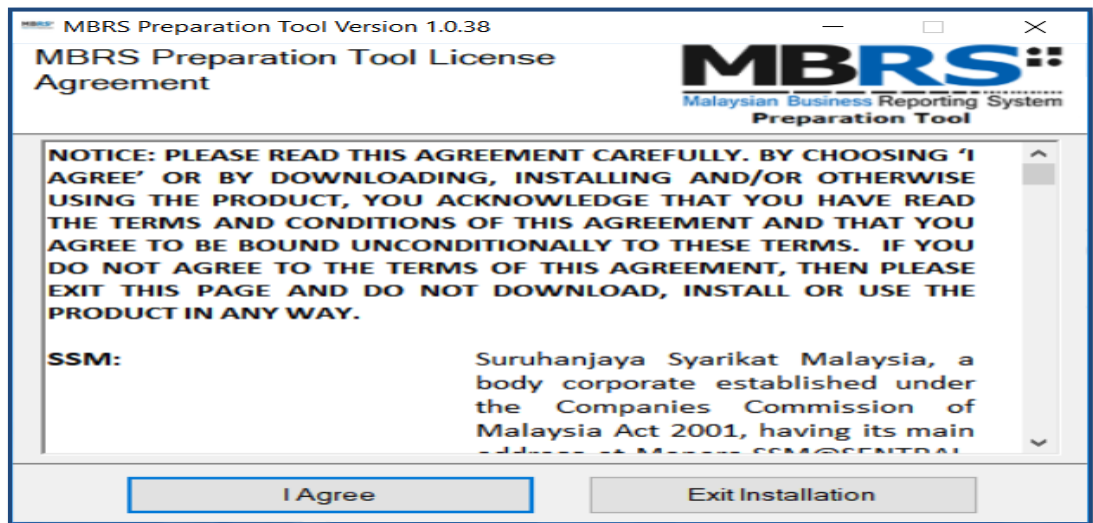 MBRS Preparation Tool Version 1.0.38
MBRS Preparation Tool License
Agreement
MBRS
Malaysian Business Reporting System
Preparation Tool
NOTICE: PLEASE READ THIS AGREEMENT CAREFULLY. BY CHOOSING ‘I
AGREE’ OR BY DOWNLOADING, INSTALLING AND/OR OTHERWISE
USING THE PRODUCT, YOU ACKNOWLEDGE THAT YOU HAVE READ
THE TERMS AND CONDITIONS OF THIS AGREEMENT AND THAT YOU
AGREE TO BE BOUND UNCONDITIONALLY TO THESE TERMS. IF YOU
DO NOT AGREE TO THE TERMS OF THIS AGREEMENT, THEN PLEASE
EXIT THIS PAGE AND DO NOT DOWNLOAD, INSTALL OR USE THE
PRODUCT IN ANY WAY.
SSM:
Suruhanjaya Syarikat Malaysia, a
body corporate established under
the Companies Commission of
Malaysia Act 2001, having its main
address at Menara SSM@SENTRAL,
I Agree
Exit Installation